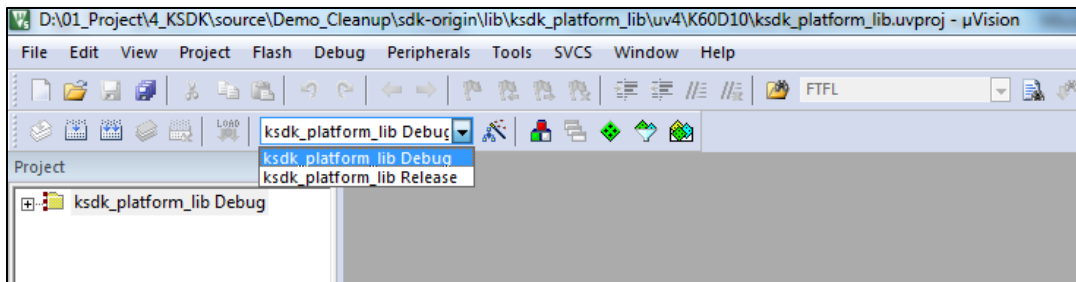 D:\01_Project\4_KSDK\source\Demo_Cleanup\sdk-origin\lib\ksdk_platform_lib\uv4\K60D10\ksdk_platform_lib.uvproj - µVision
File Edit View Project Flash Debug Peripherals Tools SVCS Window Help
FTFL
LOAD
ksdk_platform_lib Debug
ksdk_platform_lib Debug
ksdk_platform_lib Release
Project
ksdk_platform_lib Debug